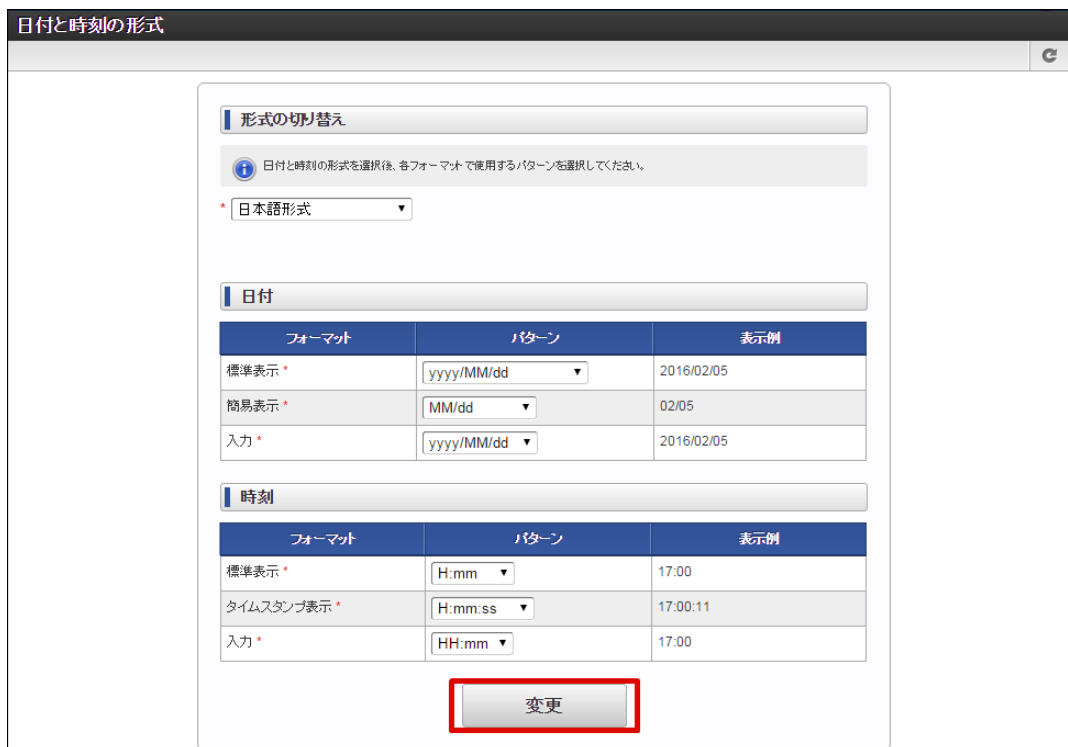 日付と時刻の形式
形式の切り替え
日付と時刻の形式を選択後、各フォーマットで使用するパターンを選択してください。
* 日本語形式
日付
フォーマット パターン 表示例
標準表示 * yyyy/MM/dd 2016/02/05
簡易表示 * MM/dd 02/05
入力 * yyyy/MM/dd 2016/02/05
時刻
フォーマット パターン 表示例
標準表示 * H:mm 17:00
タイムスタンプ表示 * H:mm:ss 17:00:11
入力 * HH:mm 17:00
変更